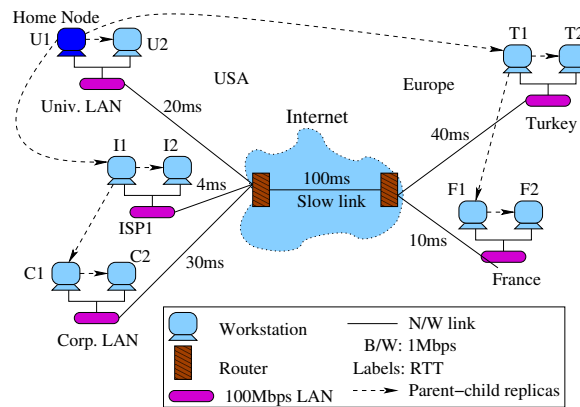 Home Node
U1
U2
T1
T2
USA
Europe
Univ. LAN
20ms
Internet
40ms
Turkey
I1
I2
4ms
100ms
Slow link
ISP1
F1
F2
10ms
C1
C2
30ms
France
Corp. LAN
Workstation
Router
100Mbps LAN
N/W link
B/W: 1Mbps
Labels: RTT
Parent-child replicas